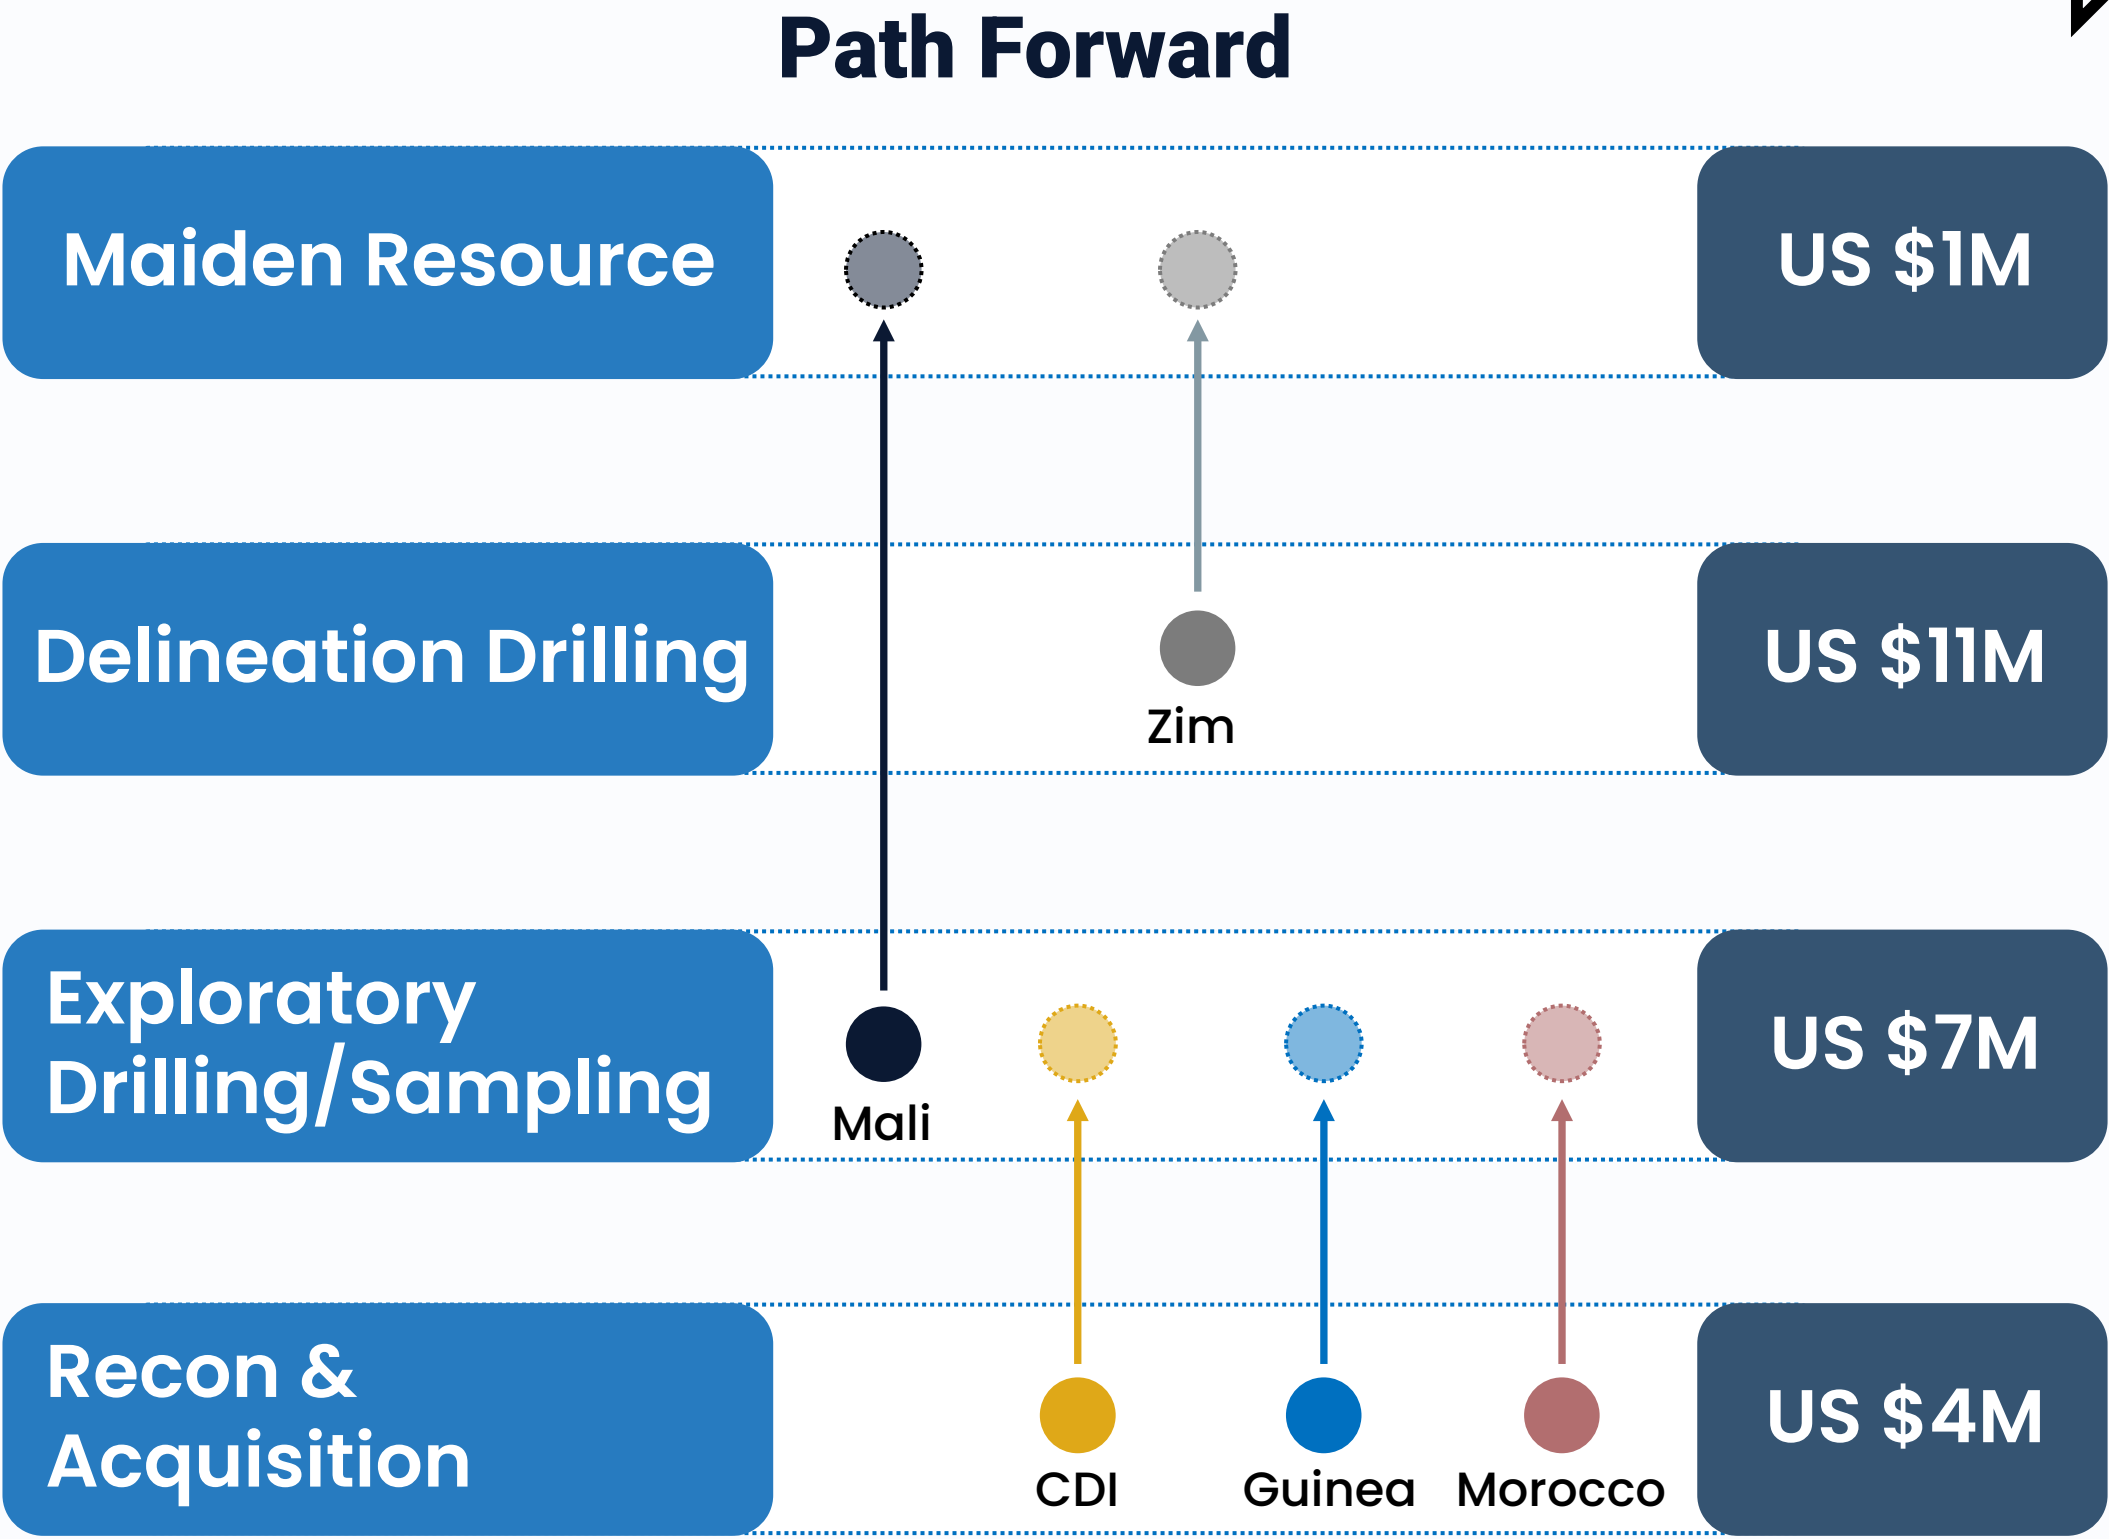 Path Forward
Maiden Resource
US $1M
Delineation Drilling
Zim
US $11M
Exploratory
Drilling/Sampling
Mali
US $7M
Recon &
Acquisition
CDI
Guinea
Morocco
US $4M